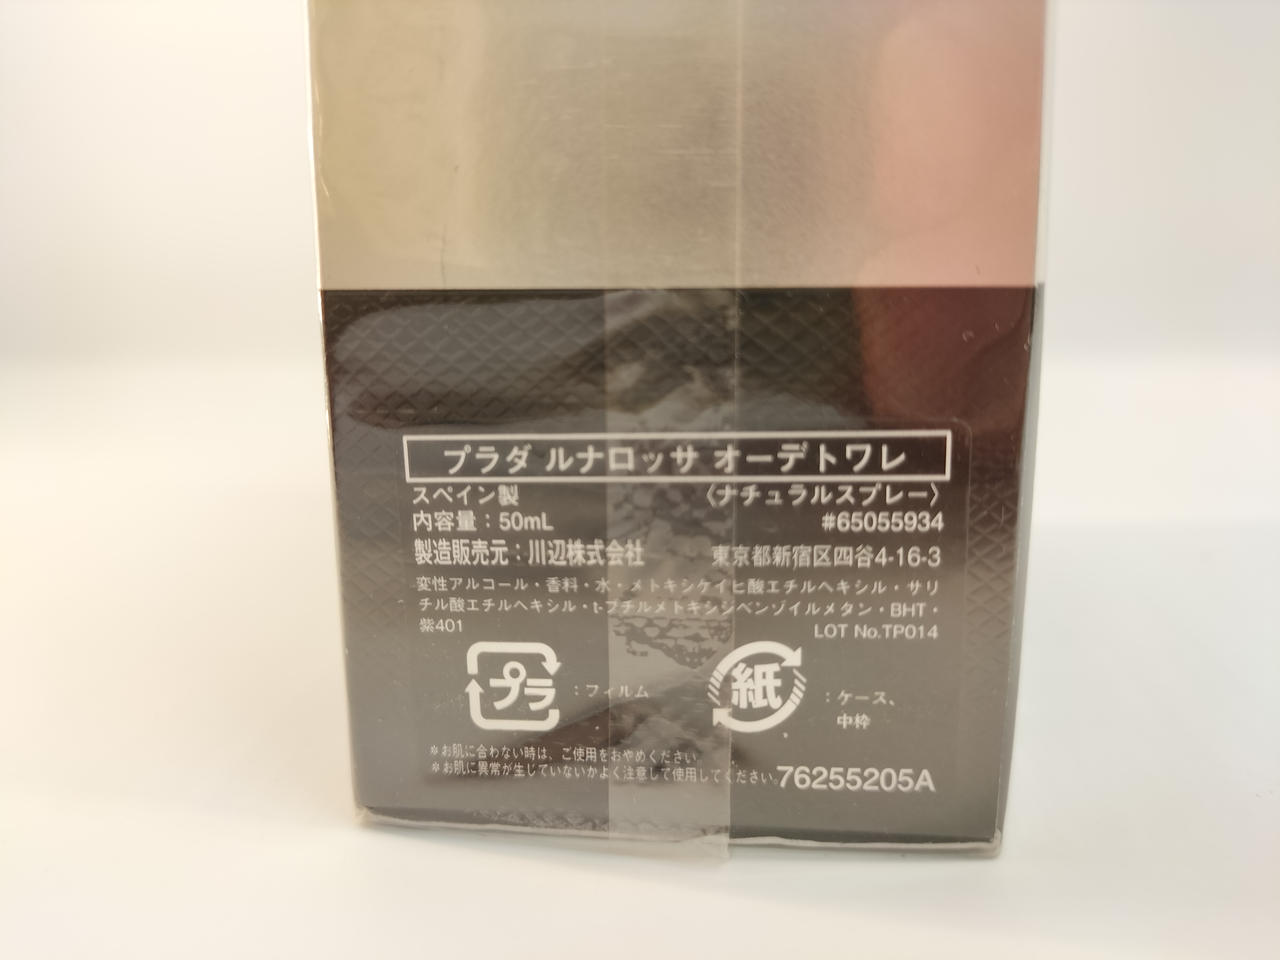 プラダ ルナロッサ オーデトワレ
スペイン製 〈ナチュラルスプレー〉
内容量：50mL #65055934
製造販売元：川辺株式会社 東京都新宿区四谷4-16-3
変性アルコール・香料・水・メトキシケイヒ酸エチルヘキシル・サリ
チル酸エチルヘキシル・t-ブチルメトキシジベンゾイルメタン・BHT・
紫401 LOT No.TP014
プラ ：フィルム 紙 ：ケース、
中枠
＊お肌に合わない時は、ご使用をおやめください。
＊お肌に異常が生じていないかよく注意して使用してください。 76255205A